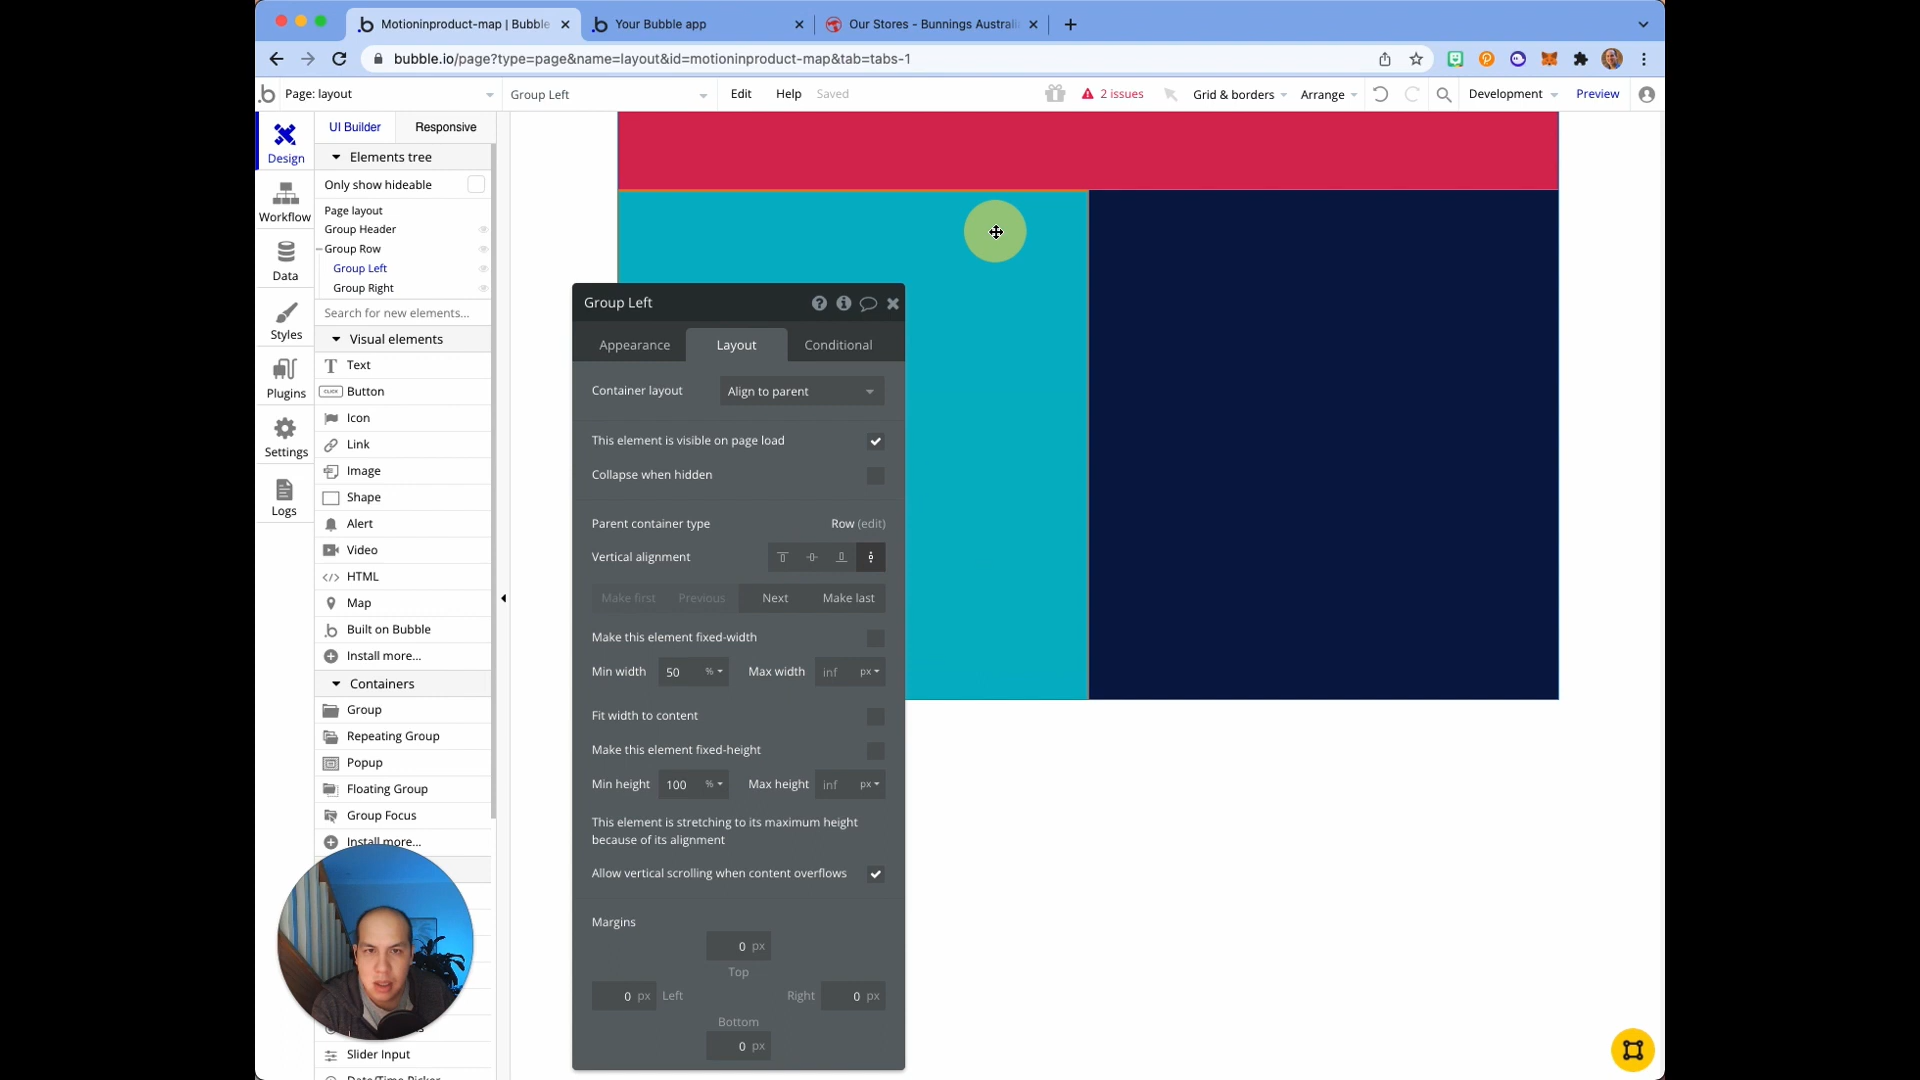 Motioninproduct-map | Bubble
Your Bubble app
Our Stores - Bunnings Australi
bubble.io/page?type=page&name=layout&id=motioninproduct-map&tab=tabs-1
Page: layout
Group Left
Edit
Help
Saved
2 issues
Grid & borders
Arrange
Development
Preview
UI Builder
Responsive
Design
Workflow
Data
Styles
Plugins
Settings
Logs
Elements tree
Only show hideable
Page layout
Group Header
Group Row
Group Left
Group Right
Search for new elements...
Visual elements
Text
CLICK Button
Icon
Link
Image
Shape
Alert
Video
HTML
Map
Built on Bubble
Install more...
Containers
Group
Repeating Group
Popup
Floating Group
Group Focus
Install more...
Slider Input
Date/Time Picker
Group Left
Appearance
Layout
Conditional
Container layout
Align to parent
This element is visible on page load
Collapse when hidden
Parent container type
Row (edit)
Vertical alignment
Make first
Previous
Next
Make last
Make this element fixed-width
Min width 50 %
Max width inf px
Fit width to content
Make this element fixed-height
Min height 100 %
Max height inf px
This element is stretching to its maximum height
because of its alignment
Allow vertical scrolling when content overflows
Margins
0 px
Top
0 px Left
Right 0 px
Bottom
0 px